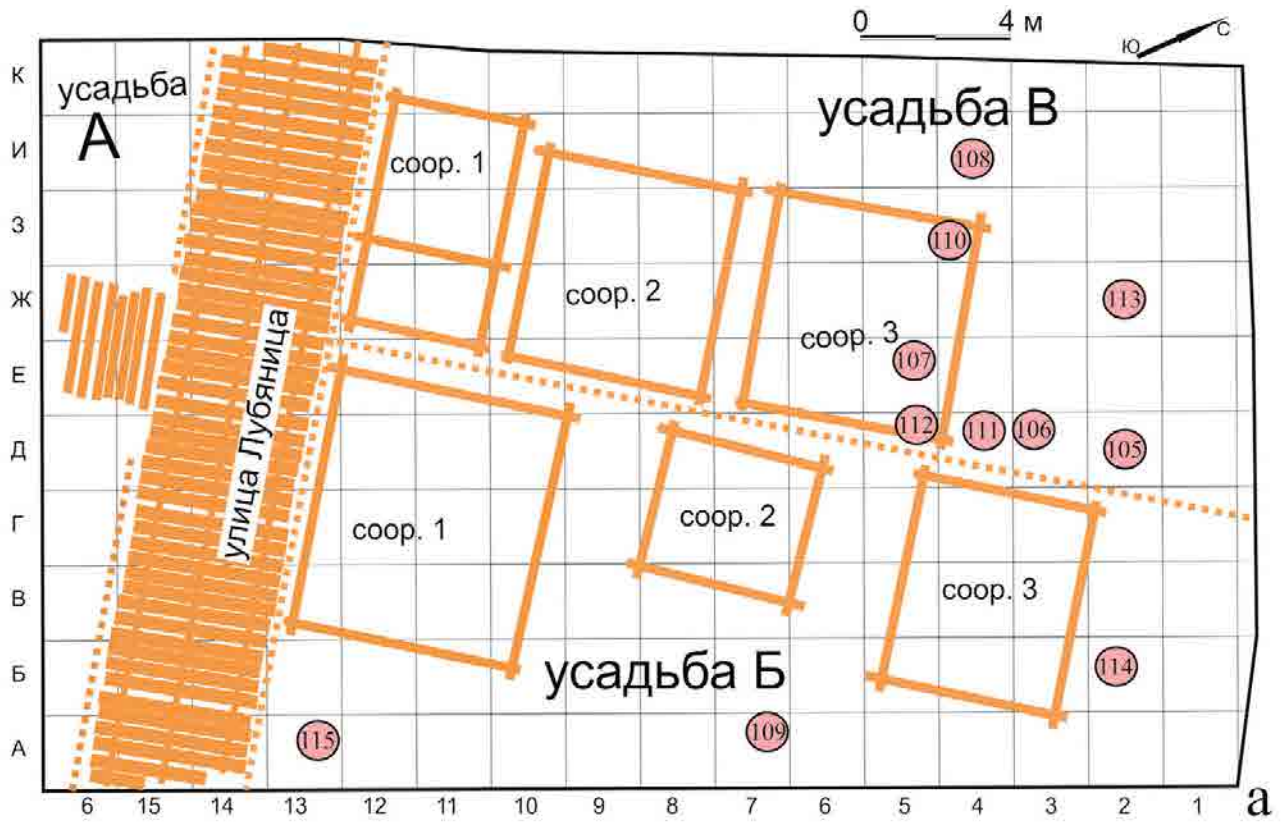 0 4 м
Ю С
К
усадьба
А
усадьба В
И
соор. 1
108
З
110
Ж
соор. 2
113
соор. 3
улица Лубяница
107
Е
112
111
106
105
Д
Г
соор. 1
соор. 2
В
соор. 3
Б
усадьба Б
114
А
115
109
6 15 14 13 12 11 10 9 8 7 6 5 4 3 2 1
а